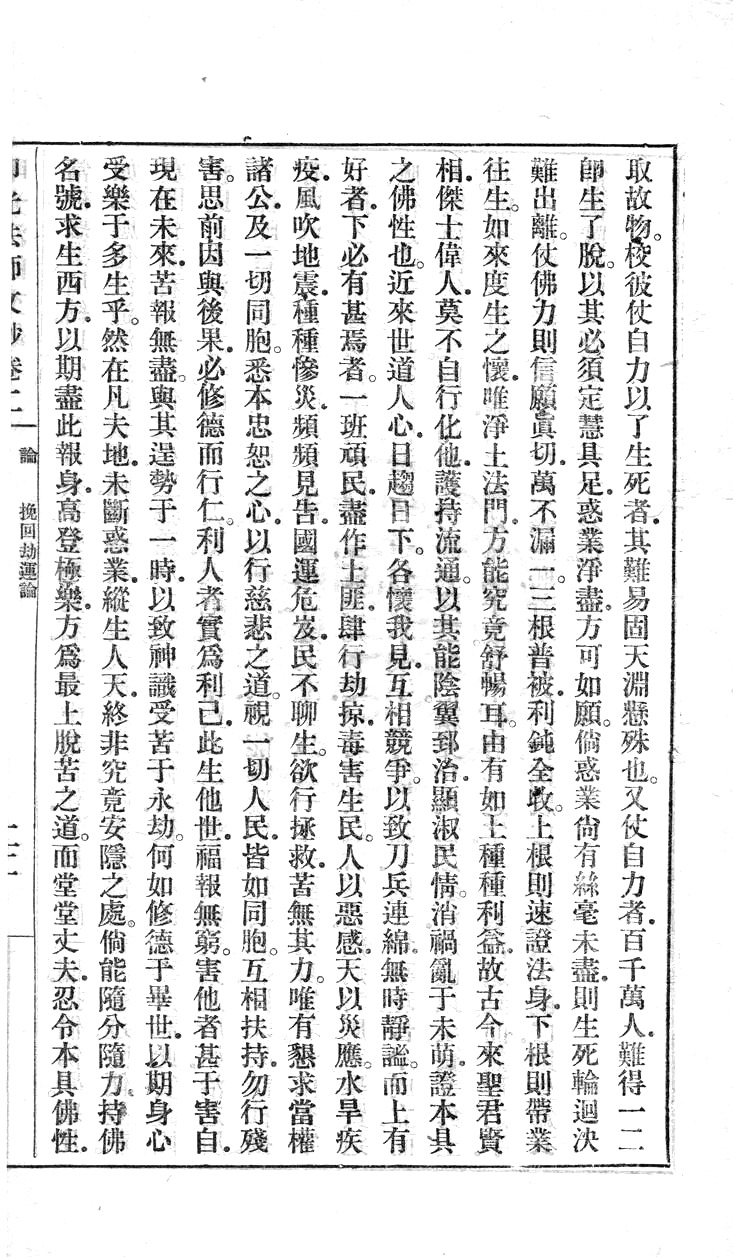 取故物。校彼仗自力以了生死者。其難易固天淵懸殊也。又仗自力者。百千萬人。難得一二
卽生了脫。以其必須定慧具足。惑業淨盡。方可如願。倘惑業尙有絲毫未盡。則生死輪迴。決
難出離。仗佛力則信願眞切。萬不漏一。三根普被。利鈍全收。上根則速證法身。下根則帶業
往生。如來度生之懷。唯淨土法門。方能究竟舒暢耳。由有如上種種利益。故古今來聖君賢
相。傑士偉人。莫不自行化他。護持流通。以其能陰翼郅治。顯淑民情。消禍亂于未萌。證本具
之佛性也。近來世道人心。日趨日下。各懷我見。互相競爭。以致刀兵連綿。無時靜謐。而上有
好者。下必有甚焉者。一班頑民。盡作土匪。肆行劫掠。毒害生民。人以惡感。天以災應。水旱疾
疫。風吹地震。種種慘災。頻頻見告。國運危岌。民不聊生。欲行拯救。苦無其力。唯有懇求當權
諸公。及一切同胞。悉本忠恕之心。以行慈悲之道。視一切人民。皆如同胞。互相扶持。勿行殘
害。思前因與後果。必修德而行仁。利人者實爲利己。此生他世。福報無窮。害他者甚于害自。
現在未來。苦報無盡。與其逞勢于一時。以致神識受苦于永劫。何如修德于畢世。以期身心
受樂于多生乎。然在凡夫地。未斷惑業。縱生人天。終非究竟安隱之處。倘能隨分隨力。持佛
名號。求生西方。以期盡此報身。高登極樂。方爲最上脫苦之道。而堂堂丈夫。忍令本具佛性。
印光法師文鈔卷二 論 挽回劫運論 二二